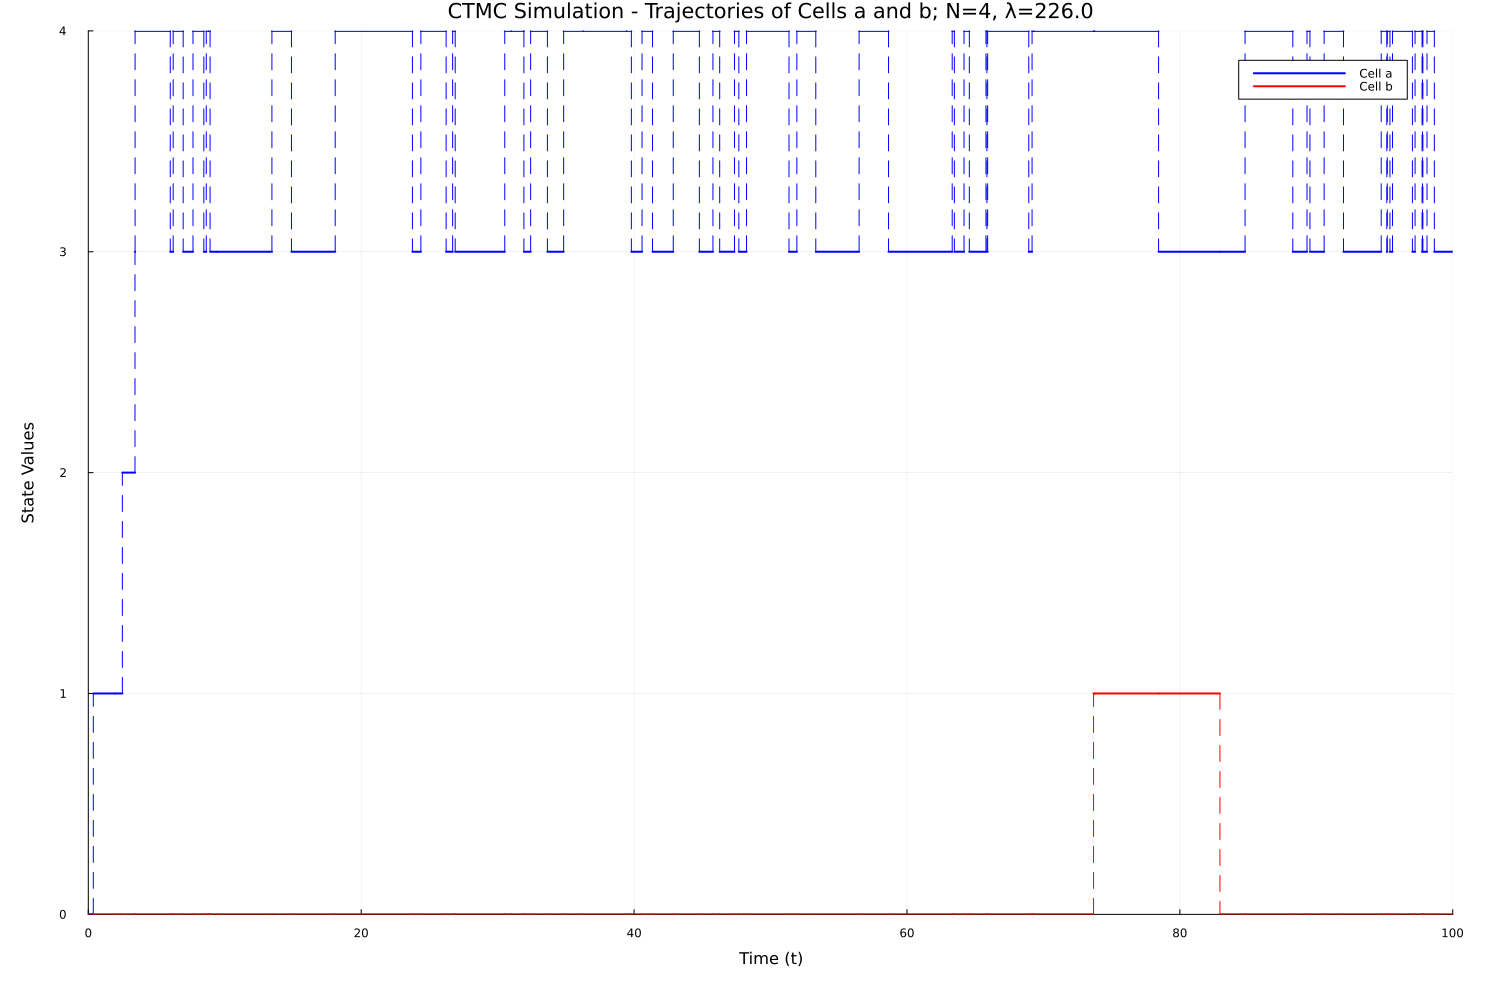 CTMC Simulation - Trajectories of Cells a and b; N=4, λ=226.0
4
3
2
1
0
State Values
Cell a
Cell b
0 20 40 60 80 100
Time (t)